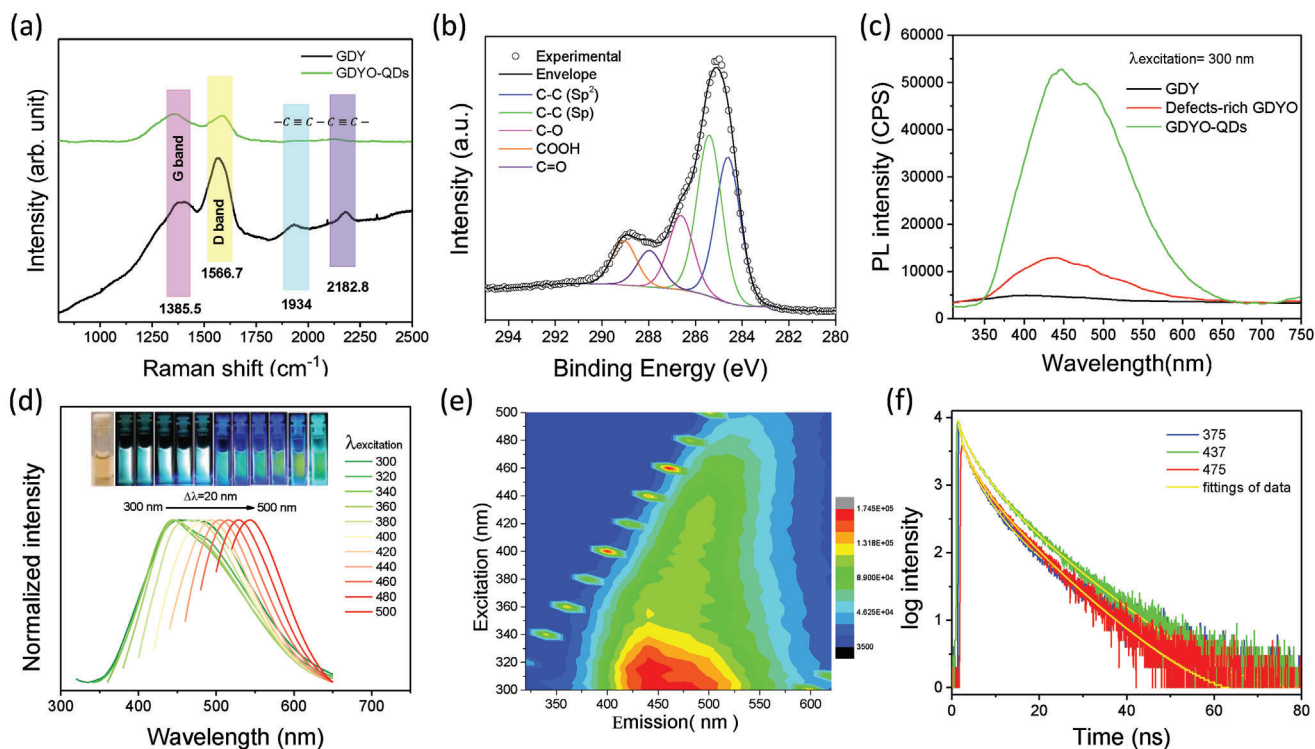 (a)
GDY
GDYO-QDs
G band
D band
–C ≡ C – C ≡ C –
1385.5
1566.7
1934
2182.8
Intensity (arb. unit)
1000 1500 2000 2500
Raman shift (cm-1)
(b)
Experimental
Envelope
C-C (Sp2)
C-C (Sp)
C-O
COOH
C=O
Intensity (a.u.)
294 292 290 288 286 284 282 280
Binding Energy (eV)
(c)
λexcitation= 300 nm
GDY
Defects-rich GDYO
GDYO-QDs
PL intensity (CPS)
60000
50000
40000
30000
20000
10000
0
350 400 450 500 550 600 650 700 750
Wavelength(nm)
(d)
Δλ=20 nm
300 nm
500 nm
λexcitation
300
320
340
360
380
400
420
440
460
480
500
Normalized intensity
300 400 500 600 700
Wavelength (nm)
(e)
Excitation (nm)
500
480
460
440
420
400
380
360
340
320
300
350 400 450 500 550 600
Emission( nm )
1.745E+05
1.318E+05
8.900E+04
4.625E+04
3500
(f)
375
437
475
fittings of data
log intensity
4
3
2
1
0
0 20 40 60 80
Time (ns)